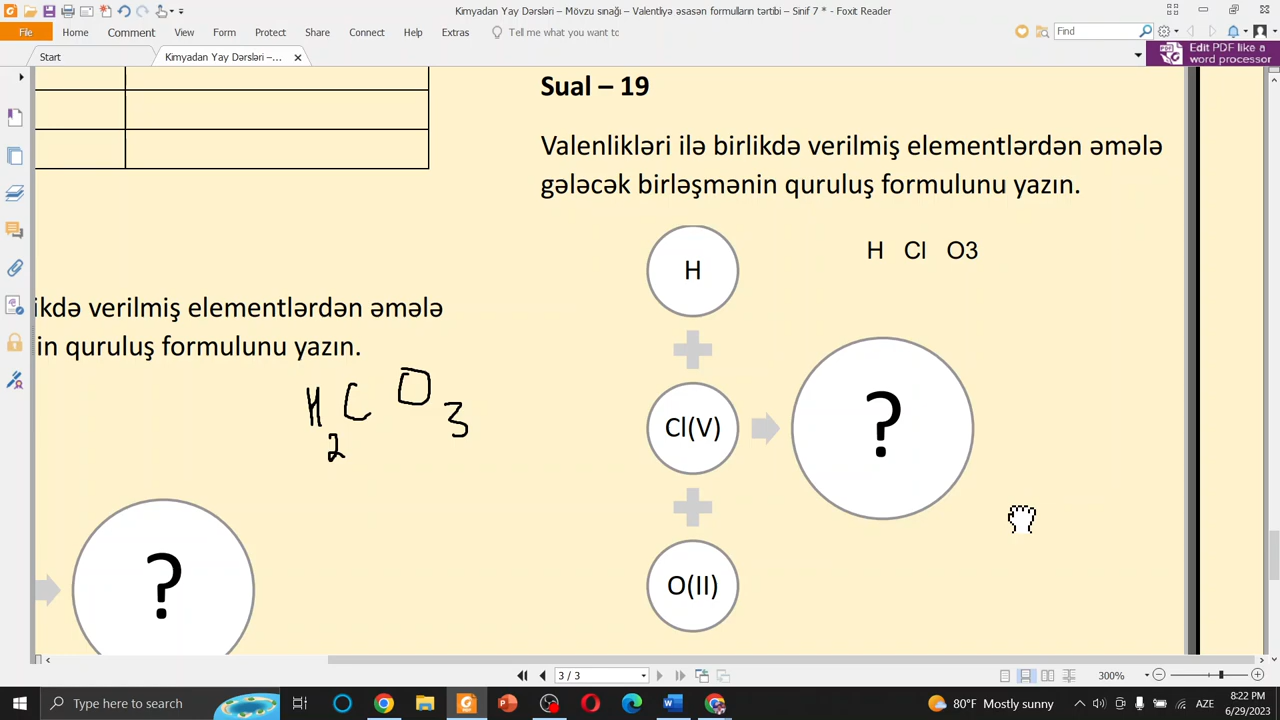 Kimyadan Yay Dərsləri – Mövzu sınağı – Valentliyə əsasən formulların tərtibi – Sinif 7 * - Foxit Reader
File Home Comment View Form Protect Share Connect Help Extras Tell me what you want Find
Start Kimyadan Yay Dərsləri –... Edit PDF like a
word processor
Sual – 19
Valenlikləri ilə birlikdə verilmiş elementlərdən əmələ
gələcək birləşmənin quruluş formulunu yazın.
H Cl O3
H
ikdə verilmiş elementlərdən əmələ
in quruluş formulunu yazın.
H2CO3
Cl(V)
?
O(II)
?
3 / 3 300%
Type here to search 80°F Mostly sunny AZE 8:22 PM
6/29/2023